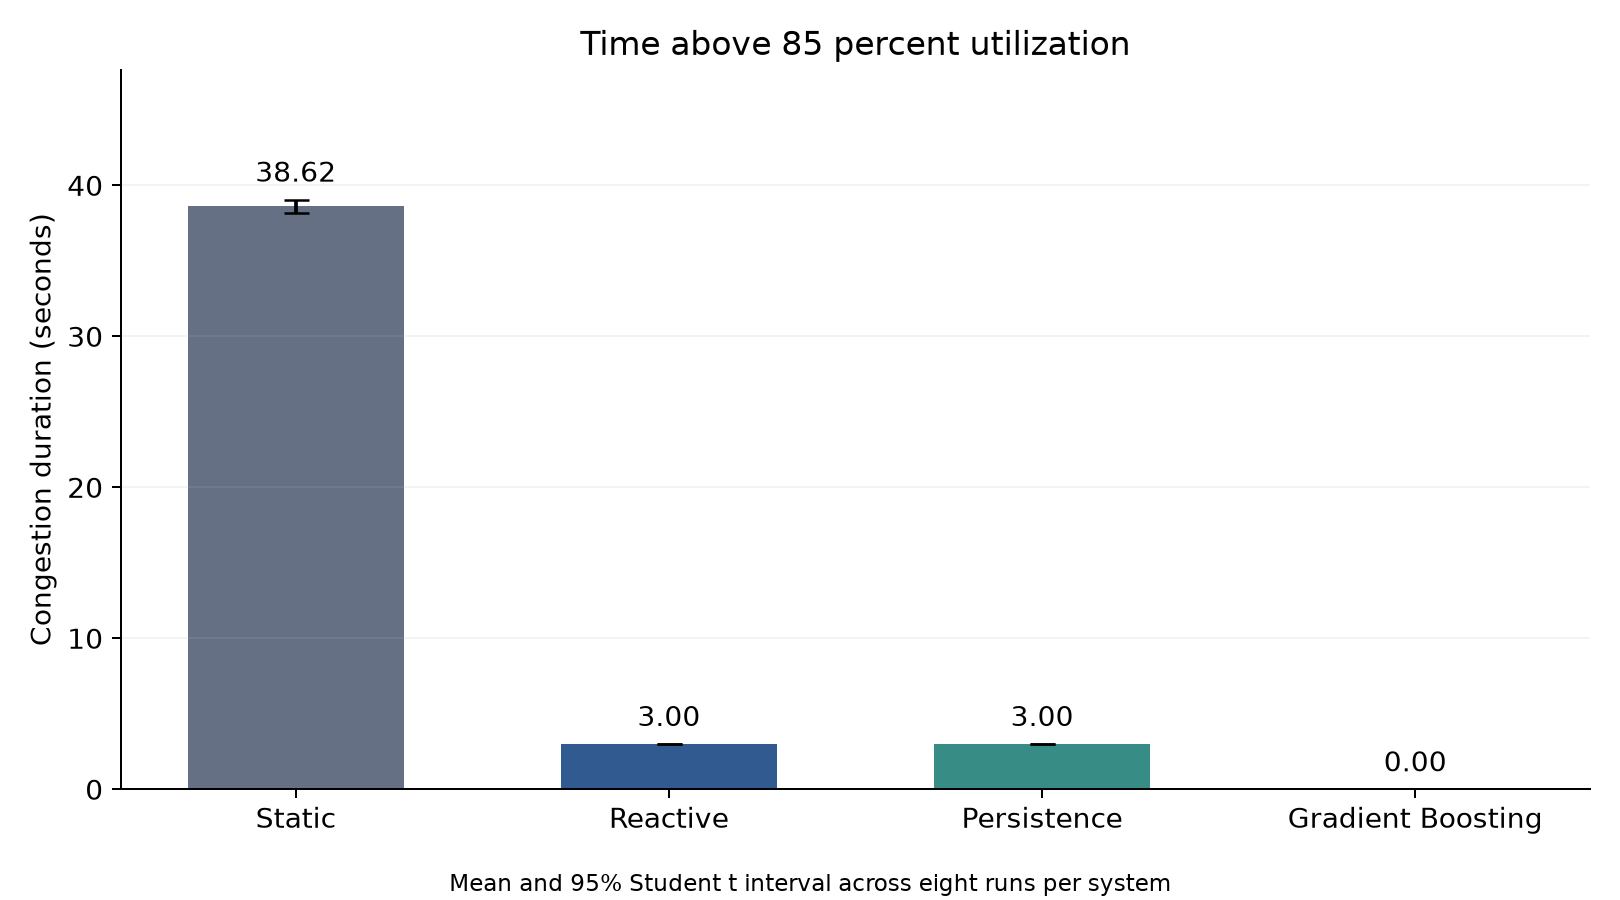 Time above 85 percent utilization
Congestion duration (seconds)
40
30
20
10
0
38.62
3.00
3.00
0.00
Static
Reactive
Persistence
Gradient Boosting
Mean and 95% Student t interval across eight runs per system